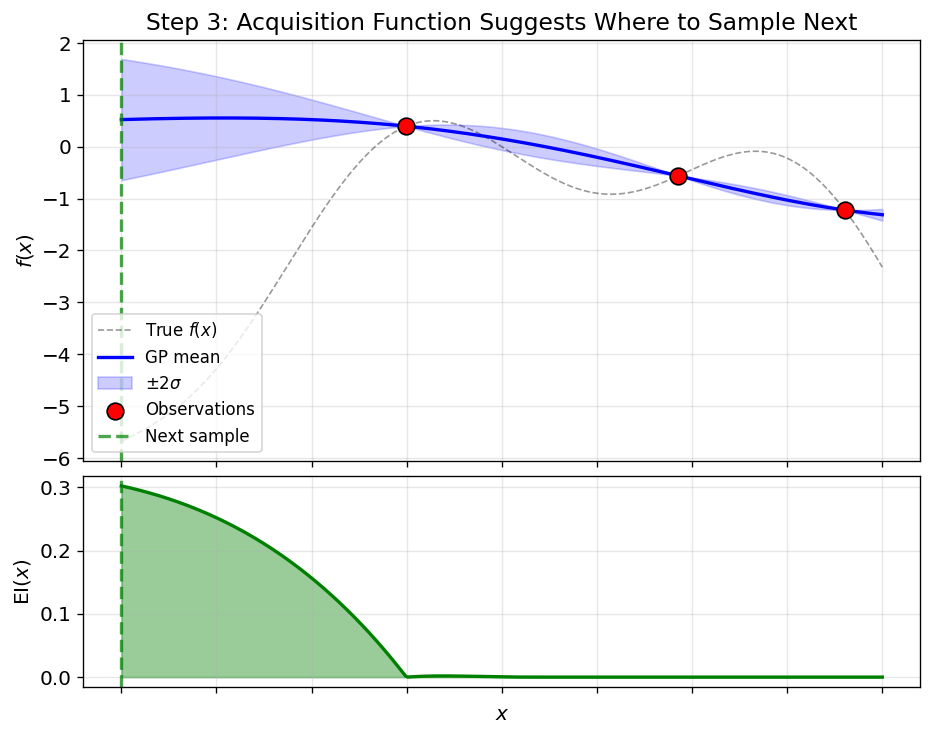 Step 3: Acquisition Function Suggests Where to Sample Next
2
1
0
−1
−2
−3
−4
−5
−6
f(x)
True f(x)
GP mean
±2σ
Observations
Next sample
0.3
0.2
0.1
0.0
EI(x)
x